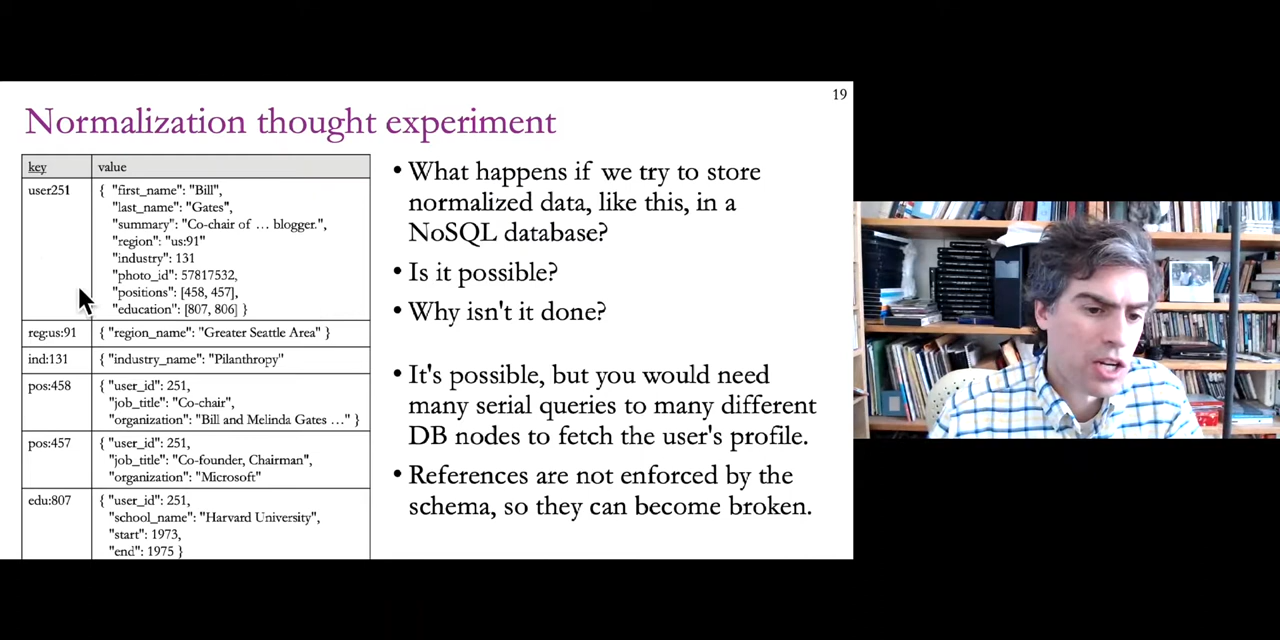 19
Normalization thought experiment
key value
user251 { "first_name": "Bill",
"last_name": "Gates",
"summary": "Co-chair of … blogger.",
"region": "us:91"
"industry": 131
"photo_id": 57817532,
"positions": [458, 457],
"education": [807, 806] }
reg:us:91 { "region_name": "Greater Seattle Area" }
ind:131 { "industry_name": "Pilanthropy"
pos:458 { "user_id": 251,
"job_title": "Co-chair",
"organization": "Bill and Melinda Gates …" }
pos:457 { "user_id": 251,
"job_title": "Co-founder, Chairman",
"organization": "Microsoft"
edu:807 { "user_id": 251,
"school_name": "Harvard University",
"start": 1973,
"end": 1975 }
• What happens if we try to store
normalized data, like this, in a
NoSQL database?
• Is it possible?
• Why isn't it done?
• It's possible, but you would need
many serial queries to many different
DB nodes to fetch the user's profile.
• References are not enforced by the
schema, so they can become broken.